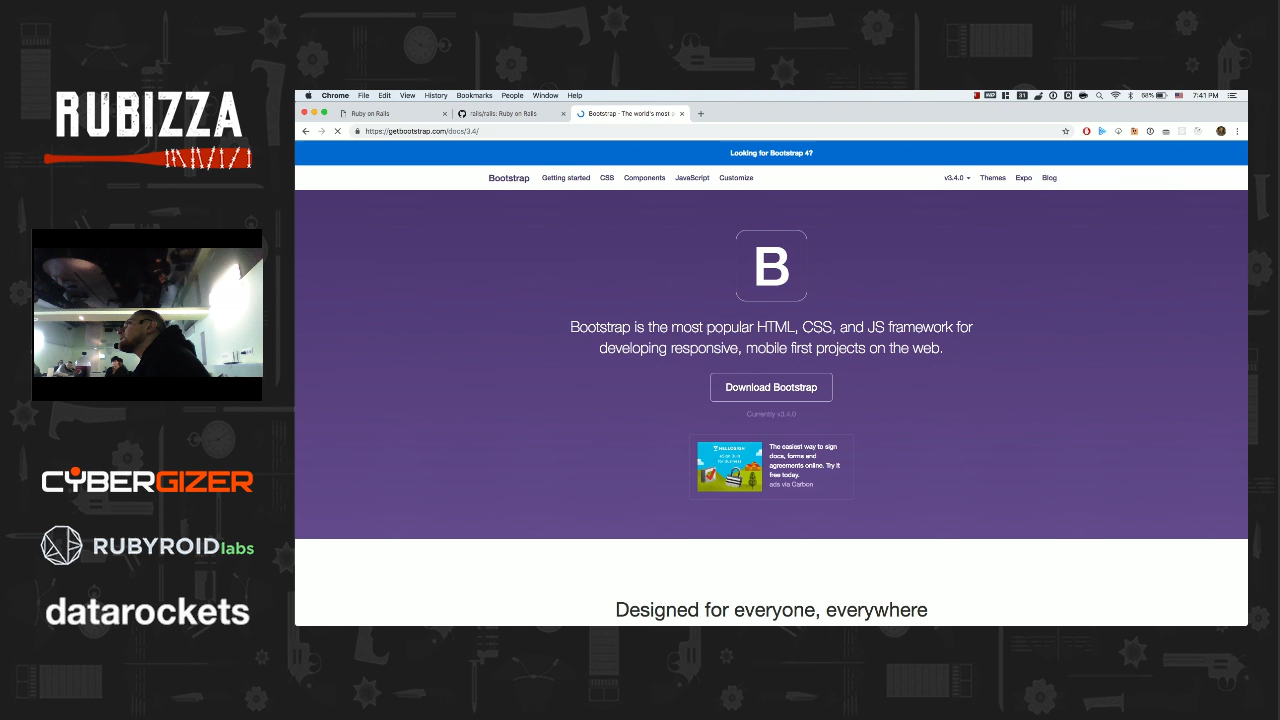 RUBIZZA
CYBERGIZER
RUBYROIDlabs
datarockets
Chrome File Edit View History Bookmarks People Window Help
31 68% 7:41 PM
Ruby on Rails
rails/rails: Ruby on Rails
Bootstrap - The world's most p
https://getbootstrap.com/docs/3.4/
Looking for Bootstrap 4?
Bootstrap Getting started CSS Components JavaScript Customize v3.4.0 Themes Expo Blog
B
Bootstrap is the most popular HTML, CSS, and JS framework for
developing responsive, mobile first projects on the web.
Download Bootstrap
Currently v3.4.0
HELLOSIGN
The easiest way to sign
docs, forms and
agreements online. Try it
free today.
ads via Carbon
Designed for everyone, everywhere